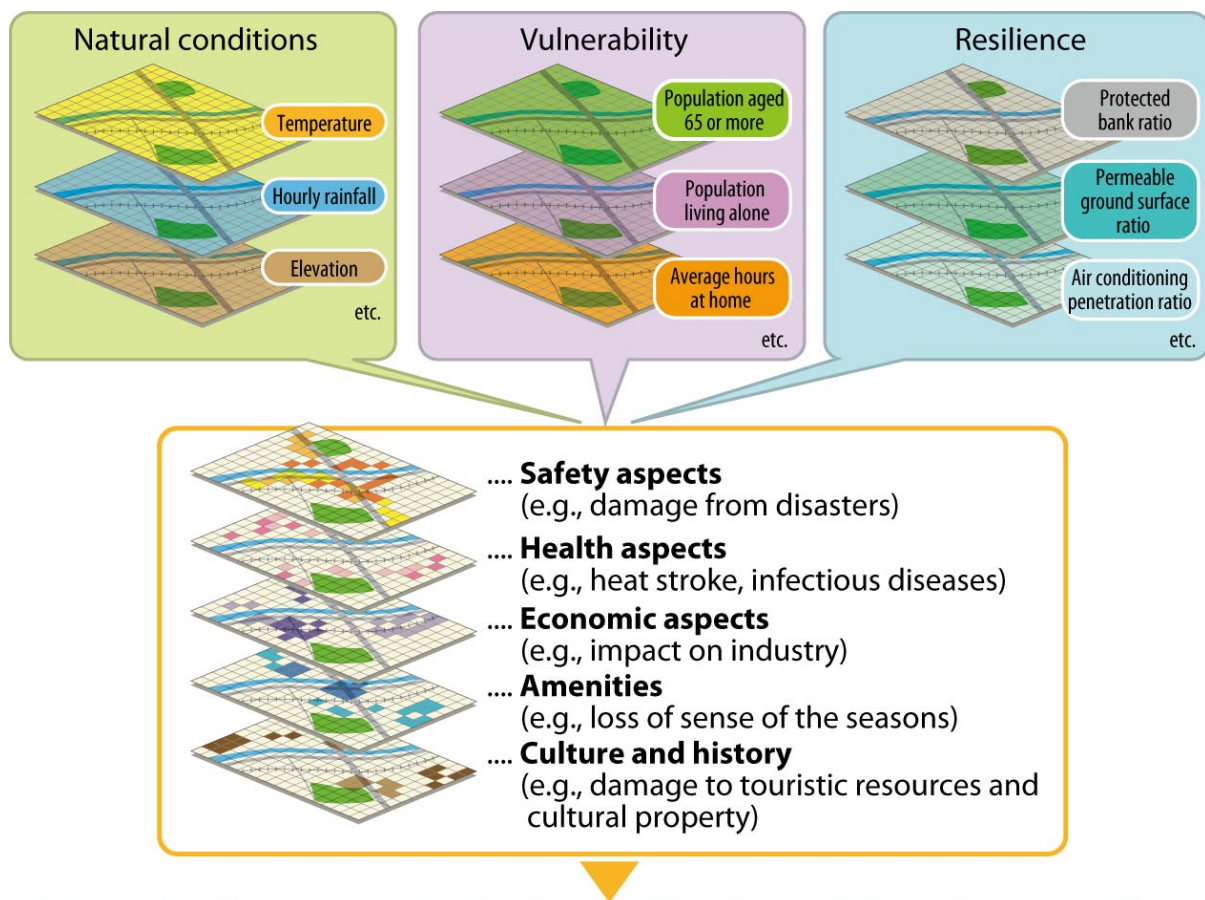 Natural conditions
Temperature
Hourly rainfall
Elevation
etc.
Vulnerability
Population aged
65 or more
Population
living alone
Average hours
at home
etc.
Resilience
Protected
bank ratio
Permeable
ground surface
ratio
Air conditioning
penetration ratio
etc.
.... Safety aspects
(e.g., damage from disasters)
.... Health aspects
(e.g., heat stroke, infectious diseases)
.... Economic aspects
(e.g., impact on industry)
.... Amenities
(e.g., loss of sense of the seasons)
.... Culture and history
(e.g., damage to touristic resources and
cultural property)